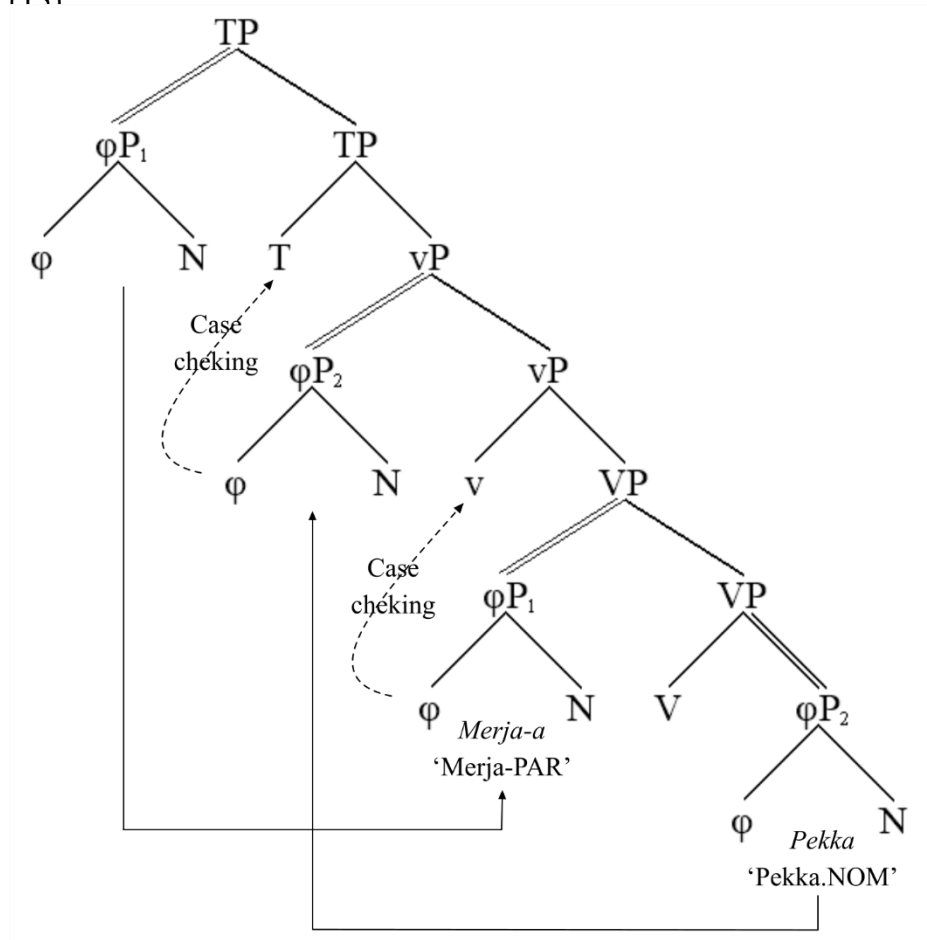 TP
φP₁ TP
φ N T vP
Case
cheking
φP₂ vP
φ N v VP
Case
cheking
φP₁ VP
φ N V φP₂
Merja-a
‘Merja-PAR’
φ N
Pekka
‘Pekka.NOM’